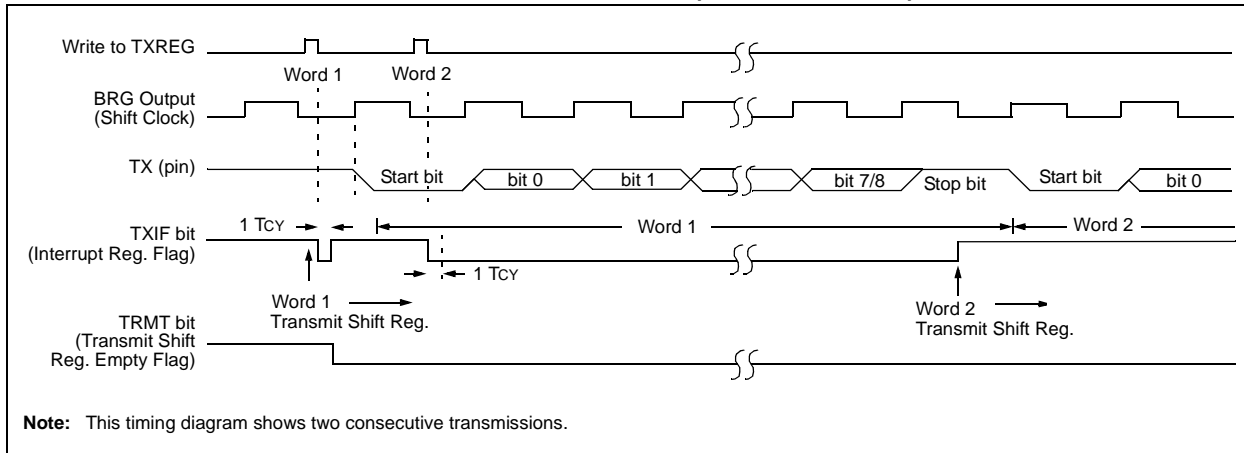 Write to TXREG
Word 1
Word 2
BRG Output
(Shift Clock)
TX (pin)
Start bit
bit 0
bit 1
bit 7/8
Stop bit
Start bit
bit 0
1 TCY
Word 1
Word 2
TXIF bit
(Interrupt Reg. Flag)
1 TCY
Word 1
Transmit Shift Reg.
Word 2
Transmit Shift Reg.
TRMT bit
(Transmit Shift
Reg. Empty Flag)
Note: This timing diagram shows two consecutive transmissions.